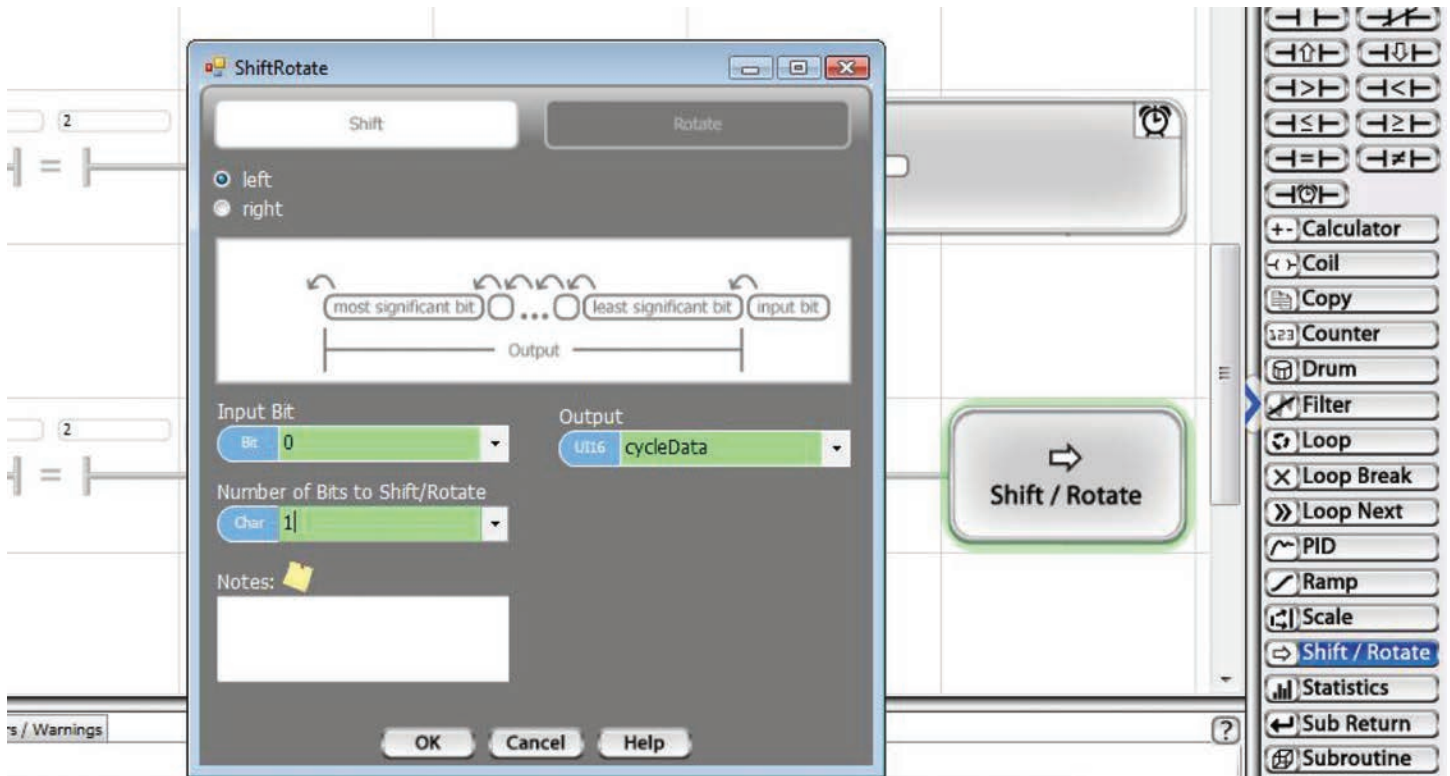 ShiftRotate
Shift
Rotate
left
right
most significant bit
...
least significant bit
input bit
Output
Input Bit
Bit
0
Output
UI16
cycleData
Number of Bits to Shift/Rotate
Char
1
Notes:
OK
Cancel
Help
2
=
2
=
Shift / Rotate
s / Warnings
?
>
<
≤
≥
=
≠
+-
Calculator
Coil
Copy
123
Counter
Drum
Filter
Loop
Loop Break
Loop Next
PID
Ramp
Scale
Shift / Rotate
Statistics
Sub Return
Subroutine